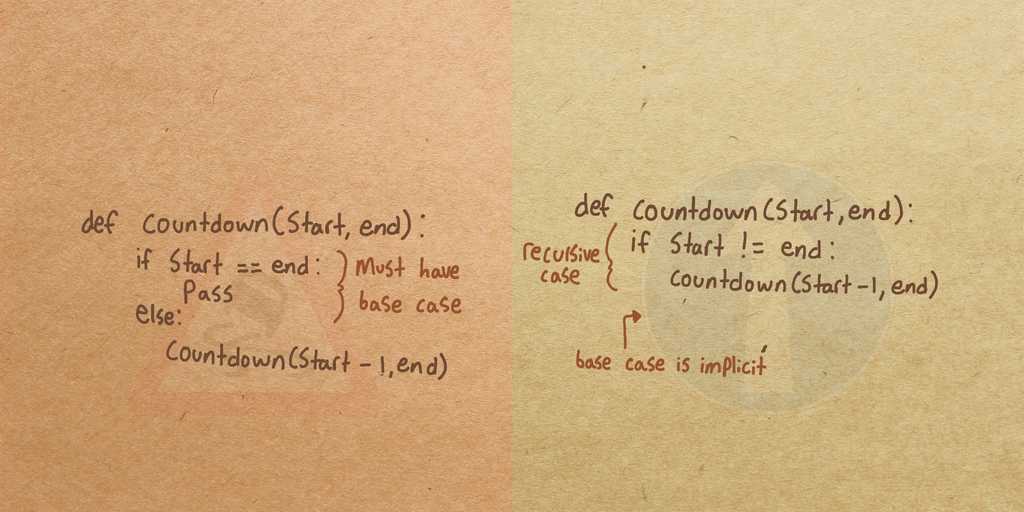 def countdown(Start, end):
if Start == end:
Pass
else:
Countdown(Start - 1, end)
Must have
base case
def countdown(Start, end):
if Start != end:
Countdown(Start - 1, end)
recursive
case
base case is implicit